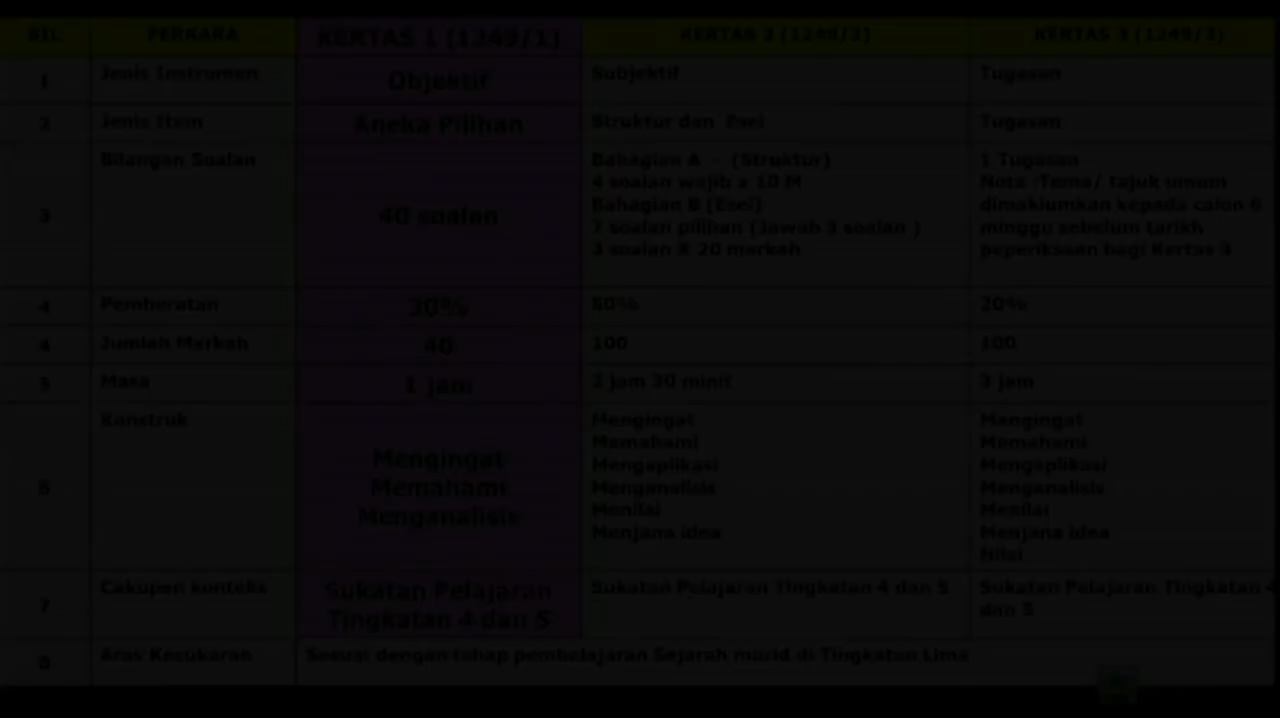 BIL PERKARA KERTAS 1 (1249/1) KERTAS 2 (1249/2) KERTAS 3 (1249/3)
1 Jenis Instrumen Objektif Subjektif Tugasan
2 Jenis Item Aneka Pilihan Struktur dan Esei Tugasan
3 Bilangan Soalan 40 soalan
Bahagian A - (Struktur)
4 soalan wajib x 10 M
Bahagian B (Esei)
7 soalan pilihan (Jawab 3 soalan )
3 soalan X 20 markah
1 Tugasan
Nota :Tema/ tajuk umum
dimaklumkan kepada calon 6
minggu sebelum tarikh
peperiksaan bagi Kertas 3
4 Pemberatan 30% 50% 20%
4 Jumlah Markah 40 100 100
5 Masa 1 jam 2 jam 30 minit 3 jam
6 Konstruk
Mengingat
Memahami
Menganalisis
Mengingat
Memahami
Mengaplikasi
Menganalisis
Menilai
Menjana idea
Mengingat
Memahami
Mengaplikasi
Menganalisis
Menilai
Menjana idea
Nilai
7 Cakupan konteks
Sukatan Pelajaran
Tingkatan 4 dan 5
Sukatan Pelajaran Tingkatan 4 dan 5
Sukatan Pelajaran Tingkatan 4
dan 5
8 Aras Kesukaran Sesuai dengan tahap pembelajaran Sejarah murid di Tingkatan Lima